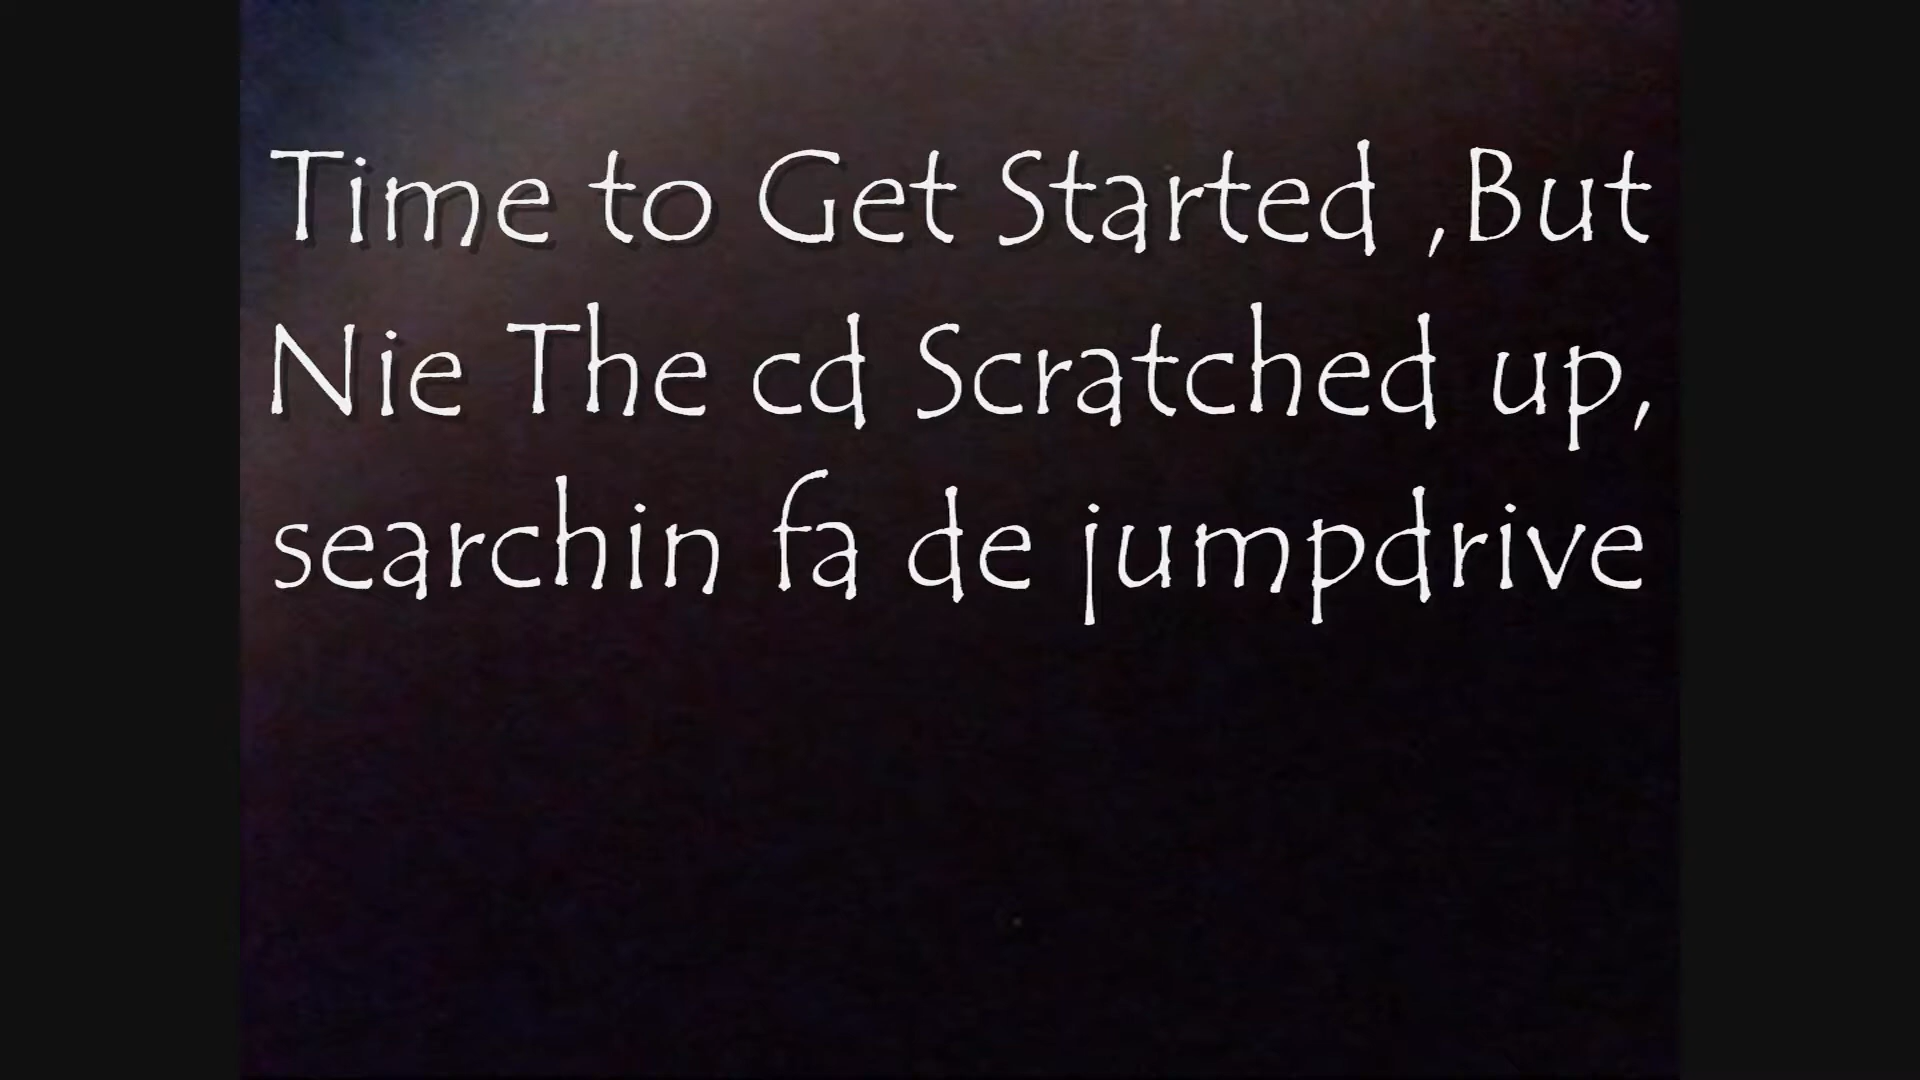 Time to Get Started ,But
Nie The cd Scratched up,
searchin fa de jumpdrive